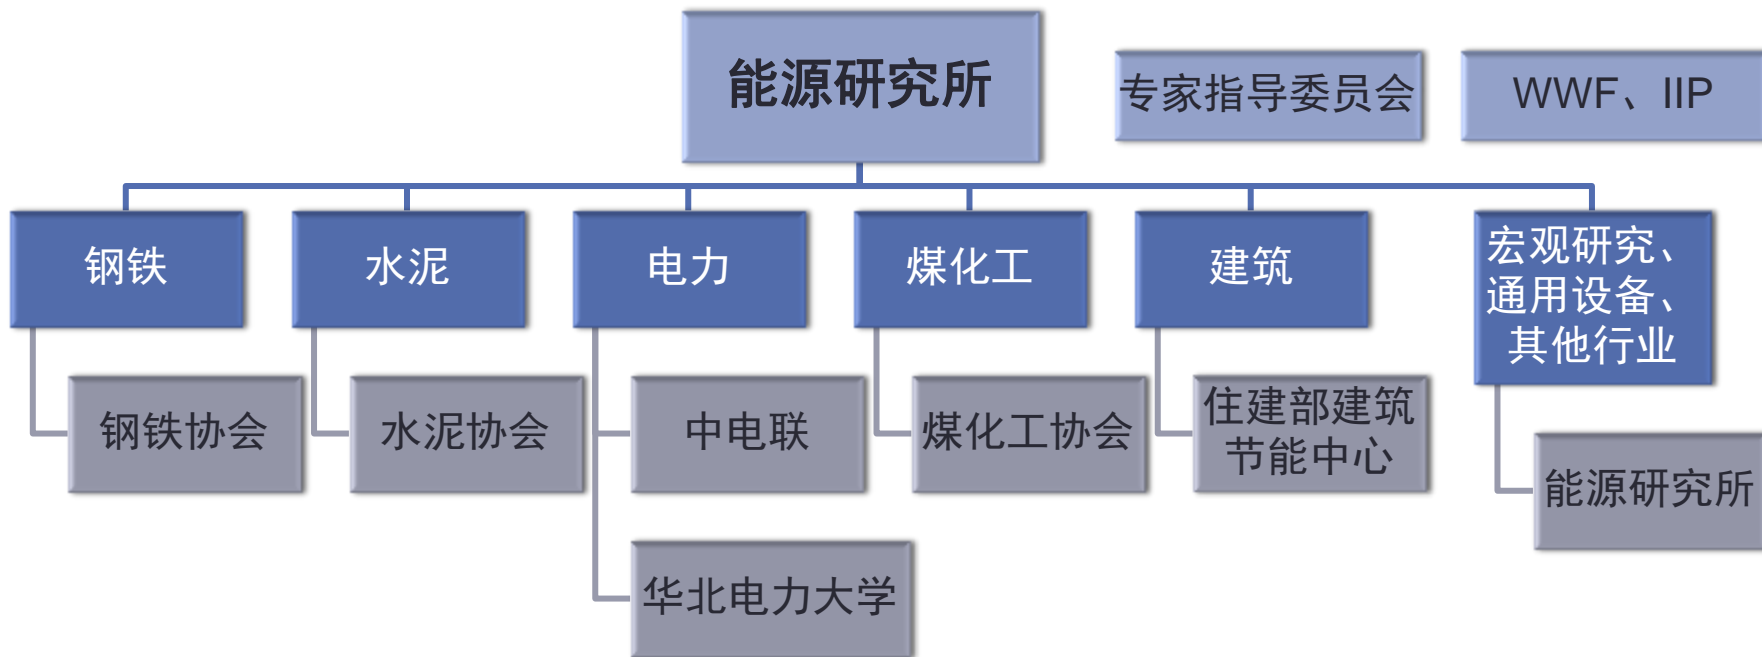 能源研究所
专家指导委员会
WWF、IIP
钢铁
水泥
电力
煤化工
建筑
宏观研究、
通用设备、
其他行业
钢铁协会
水泥协会
中电联
煤化工协会
住建部建筑
节能中心
能源研究所
华北电力大学